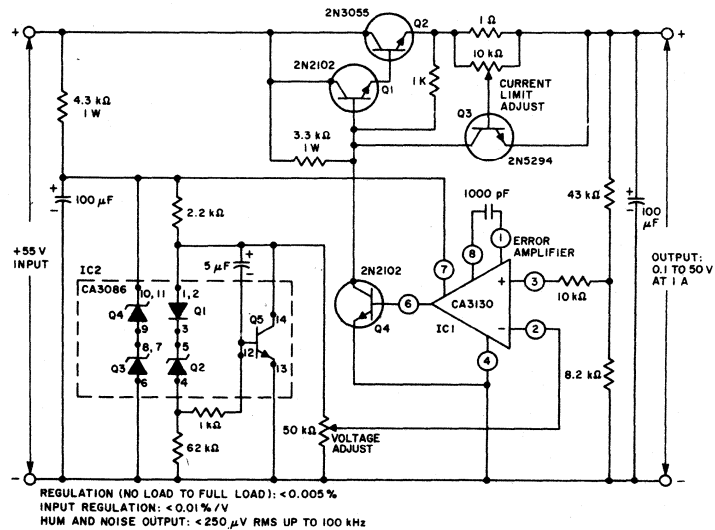 2N3055
Q2
1Ω
+
+
2N2102
10 kΩ
Q1
1 K
CURRENT
LIMIT
ADJUST
4.3 kΩ
1 W
Q3
3.3 kΩ
1 W
2N5294
+
100 μF
-
1000 pF
43 kΩ
+
100
μF
-
2.2 kΩ
1
ERROR
AMPLIFIER
+55 V
INPUT
5 μF
+
-
8
7
OUTPUT:
0.1 TO 50 V
AT 1 A
IC2
CA3086
2N2102
+
3
10 kΩ
10, 11
1, 2
Q4
Q1
Q5
14
6
CA3130
IC1
9
3
Q4
-
2
8, 7
5
12
4
Q3
Q2
13
8.2 kΩ
6
4
1 kΩ
50 kΩ
VOLTAGE
ADJUST
62 kΩ
-
-
REGULATION (NO LOAD TO FULL LOAD): <0.005%
INPUT REGULATION: <0.01%/V
HUM AND NOISE OUTPUT: <250 μV RMS UP TO 100 kHz